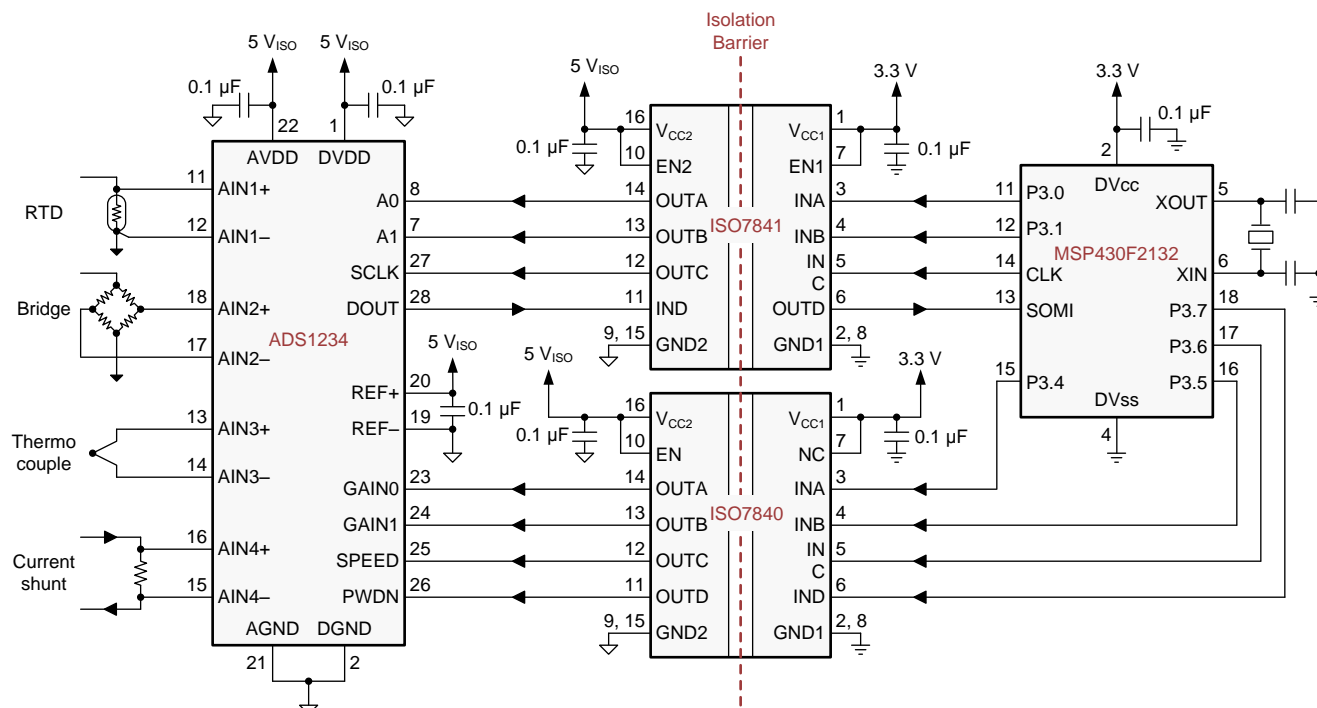 Isolation
Barrier
5 VISO
5 VISO
0.1 µF
0.1 µF
22
1
AVDD
DVDD
ADS1234
RTD
11
AIN1+
12
AIN1–
Bridge
18
AIN2+
17
AIN2–
Thermo
couple
13
AIN3+
14
AIN3–
Current
shunt
16
AIN4+
15
AIN4–
A0
8
A1
7
SCLK
27
DOUT
28
5 VISO
REF+
20
0.1 µF
REF–
19
GAIN0
23
GAIN1
24
SPEED
25
PWDN
26
AGND
DGND
21
2
5 VISO
0.1 µF
16
VCC2
10
EN2
14
OUTA
13
OUTB
12
OUTC
11
IND
9, 15
GND2
ISO7841
3.3 V
0.1 µF
VCC1
1
EN1
7
INA
3
INB
4
IN
C
5
OUTD
6
GND1
2, 8
5 VISO
0.1 µF
16
VCC2
10
EN
14
OUTA
13
OUTB
12
OUTC
11
OUTD
9, 15
GND2
ISO7840
3.3 V
0.1 µF
VCC1
1
NC
7
INA
3
INB
4
IN
C
5
IND
6
GND1
2, 8
3.3 V
0.1 µF
2
DVcc
MSP430F2132
11
P3.0
12
P3.1
14
CLK
13
SOMI
15
P3.4
XOUT
5
XIN
6
P3.7
18
P3.6
17
P3.5
16
DVss
4